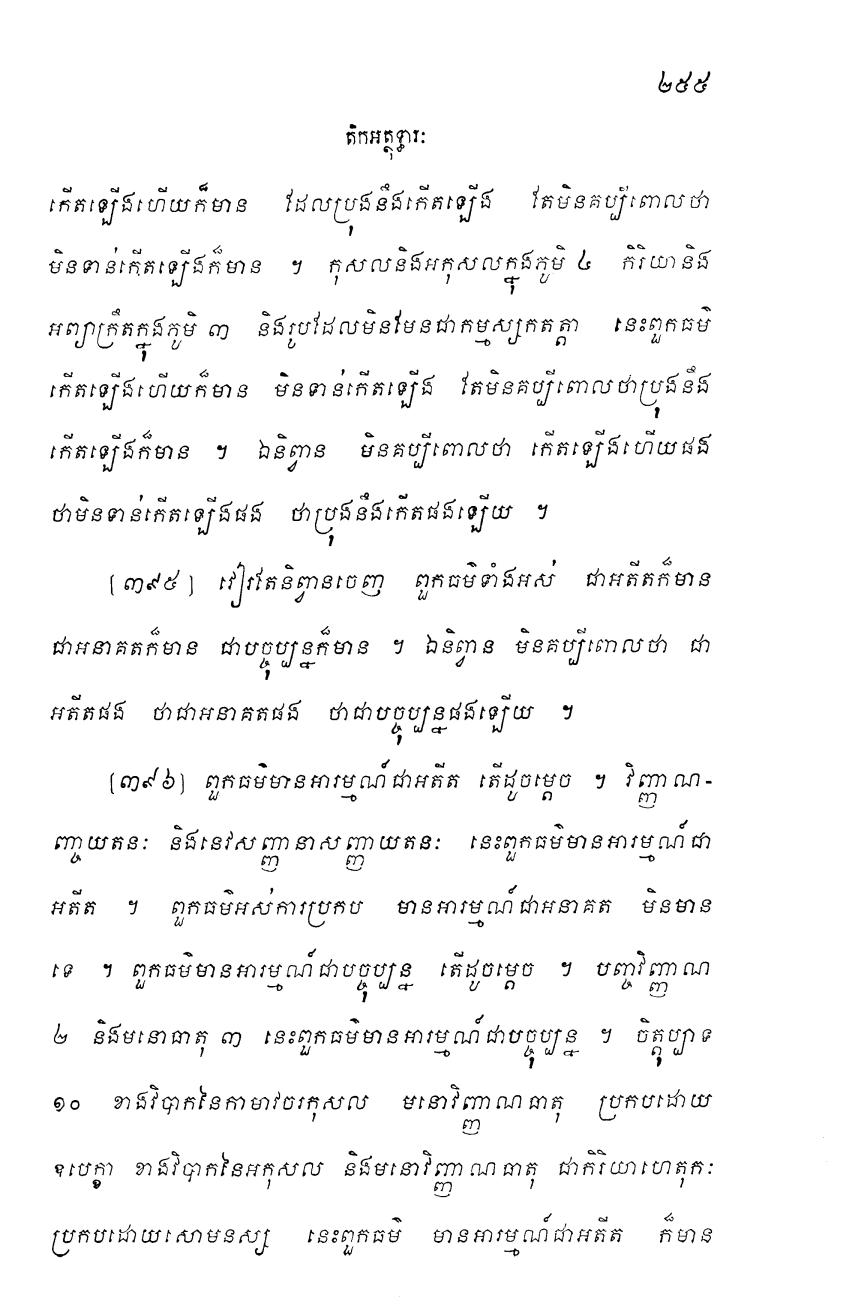 ២៥៥
តិកអត្ថុទ្ធារៈ
កើតឡើងហើយក៏មាន ដែលប្រុងនឹងកើតឡើង តែមិនគប្បីពោលថា
មិនទាន់កើតឡើងក៏មាន ។ កុសលនិងអកុសលក្នុងភូមិ ៤ កិរិយានិង
អព្យាក្រឹតក្នុងភូមិ ៣ និងរូបដែលមិនមែនជាកម្មស្សកតត្តា នេះពួកធម៌
កើតឡើងហើយក៏មាន មិនទាន់កើតឡើង តែមិនគប្បីពោលថាប្រុងនឹង
កើតឡើងក៏មាន ។ ឯនិព្វាន មិនគប្បីពោលថា កើតឡើងហើយផង
ថាមិនទាន់កើតឡើងផង ថាប្រុងនឹងកើតផងឡើយ ។
[៣៩៥] វៀរតែនិព្វានចេញ ពួកធម៌ទាំងអស់ ជាអតីតក៏មាន
ជាអនាគតក៏មាន ជាបច្ចុប្បន្នក៏មាន ។ ឯនិព្វាន មិនគប្បីពោលថា ជា
អតីតផង ថាជាអនាគតផង ថាជាបច្ចុប្បន្នផងឡើយ ។
[៣៩៦] ពួកធម៌មានអារម្មណ៍ជាអតីត តើដូចម្តេច ។ វិញ្ញាណ-
ញ្ចាយតនៈ និងនេវសញ្ញានាសញ្ញាយតនៈ នេះពួកធម៌មានអារម្មណ៍ជា
អតីត ។ ពួកធម៌អស់ការប្រកប មានអារម្មណ៍ជាអនាគត មិនមាន
ទេ ។ ពួកធម៌មានអារម្មណ៍ជាបច្ចុប្បន្ន តើដូចម្តេច ។ បញ្ចវិញ្ញាណ
២ និងមនោធាតុ ៣ នេះពួកធម៌មានអារម្មណ៍ជាបច្ចុប្បន្ន ។ ចិត្តុប្បាទ
១០ ខាងវិបាកនៃកាមាវចរកុសល មនោវិញ្ញាណធាតុ ប្រកបដោយ
ឧបេក្ខា ខាងវិបាកនៃអកុសល និងមនោវិញ្ញាណធាតុ ជាកិរិយាហេតុកៈ
ប្រកបដោយសោមនស្ស នេះពួកធម៌ មានអារម្មណ៍ជាអតីត ក៏មាន